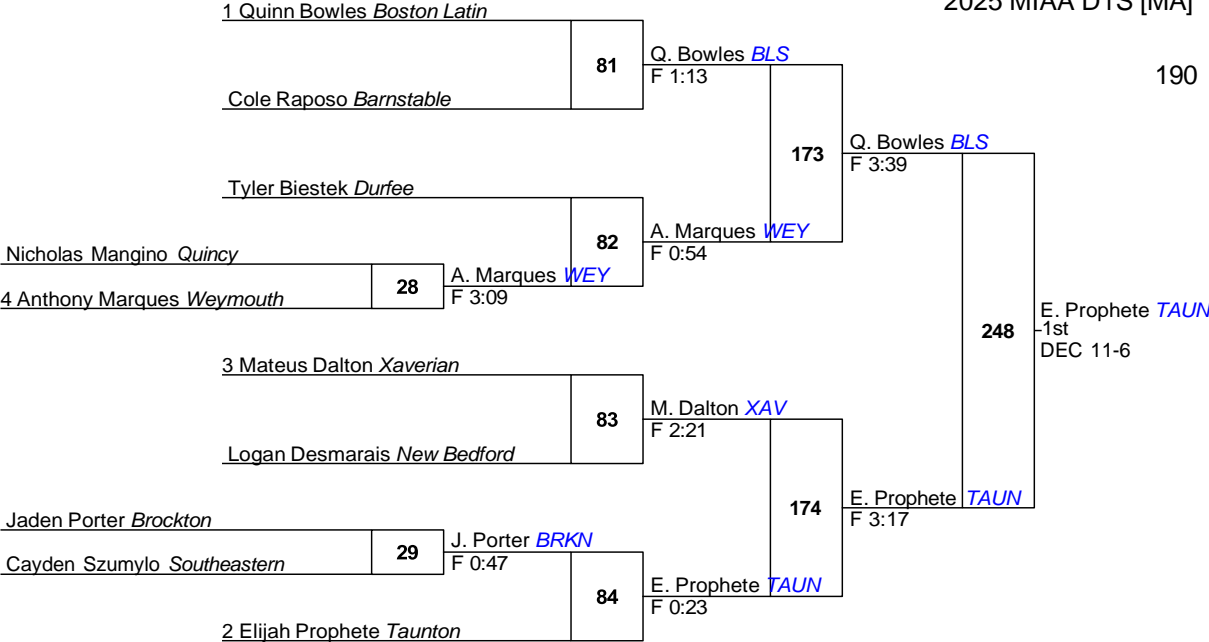 2025 MIAA D1S [MA]
190
1 Quinn Bowles Boston Latin
81
Q. Bowles BLS
F 1:13
Cole Raposo Barnstable
173
Q. Bowles BLS
F 3:39
Tyler Biestek Durfee
82
A. Marques WEY
F 0:54
Nicholas Mangino Quincy
28
A. Marques WEY
F 3:09
4 Anthony Marques Weymouth
248
E. Prophete TAUN
1st
DEC 11-6
3 Mateus Dalton Xaverian
83
M. Dalton XAV
F 2:21
Logan Desmarais New Bedford
174
E. Prophete TAUN
F 3:17
Jaden Porter Brockton
29
J. Porter BRKN
F 0:47
Cayden Szumylo Southeastern
84
E. Prophete TAUN
F 0:23
2 Elijah Prophete Taunton